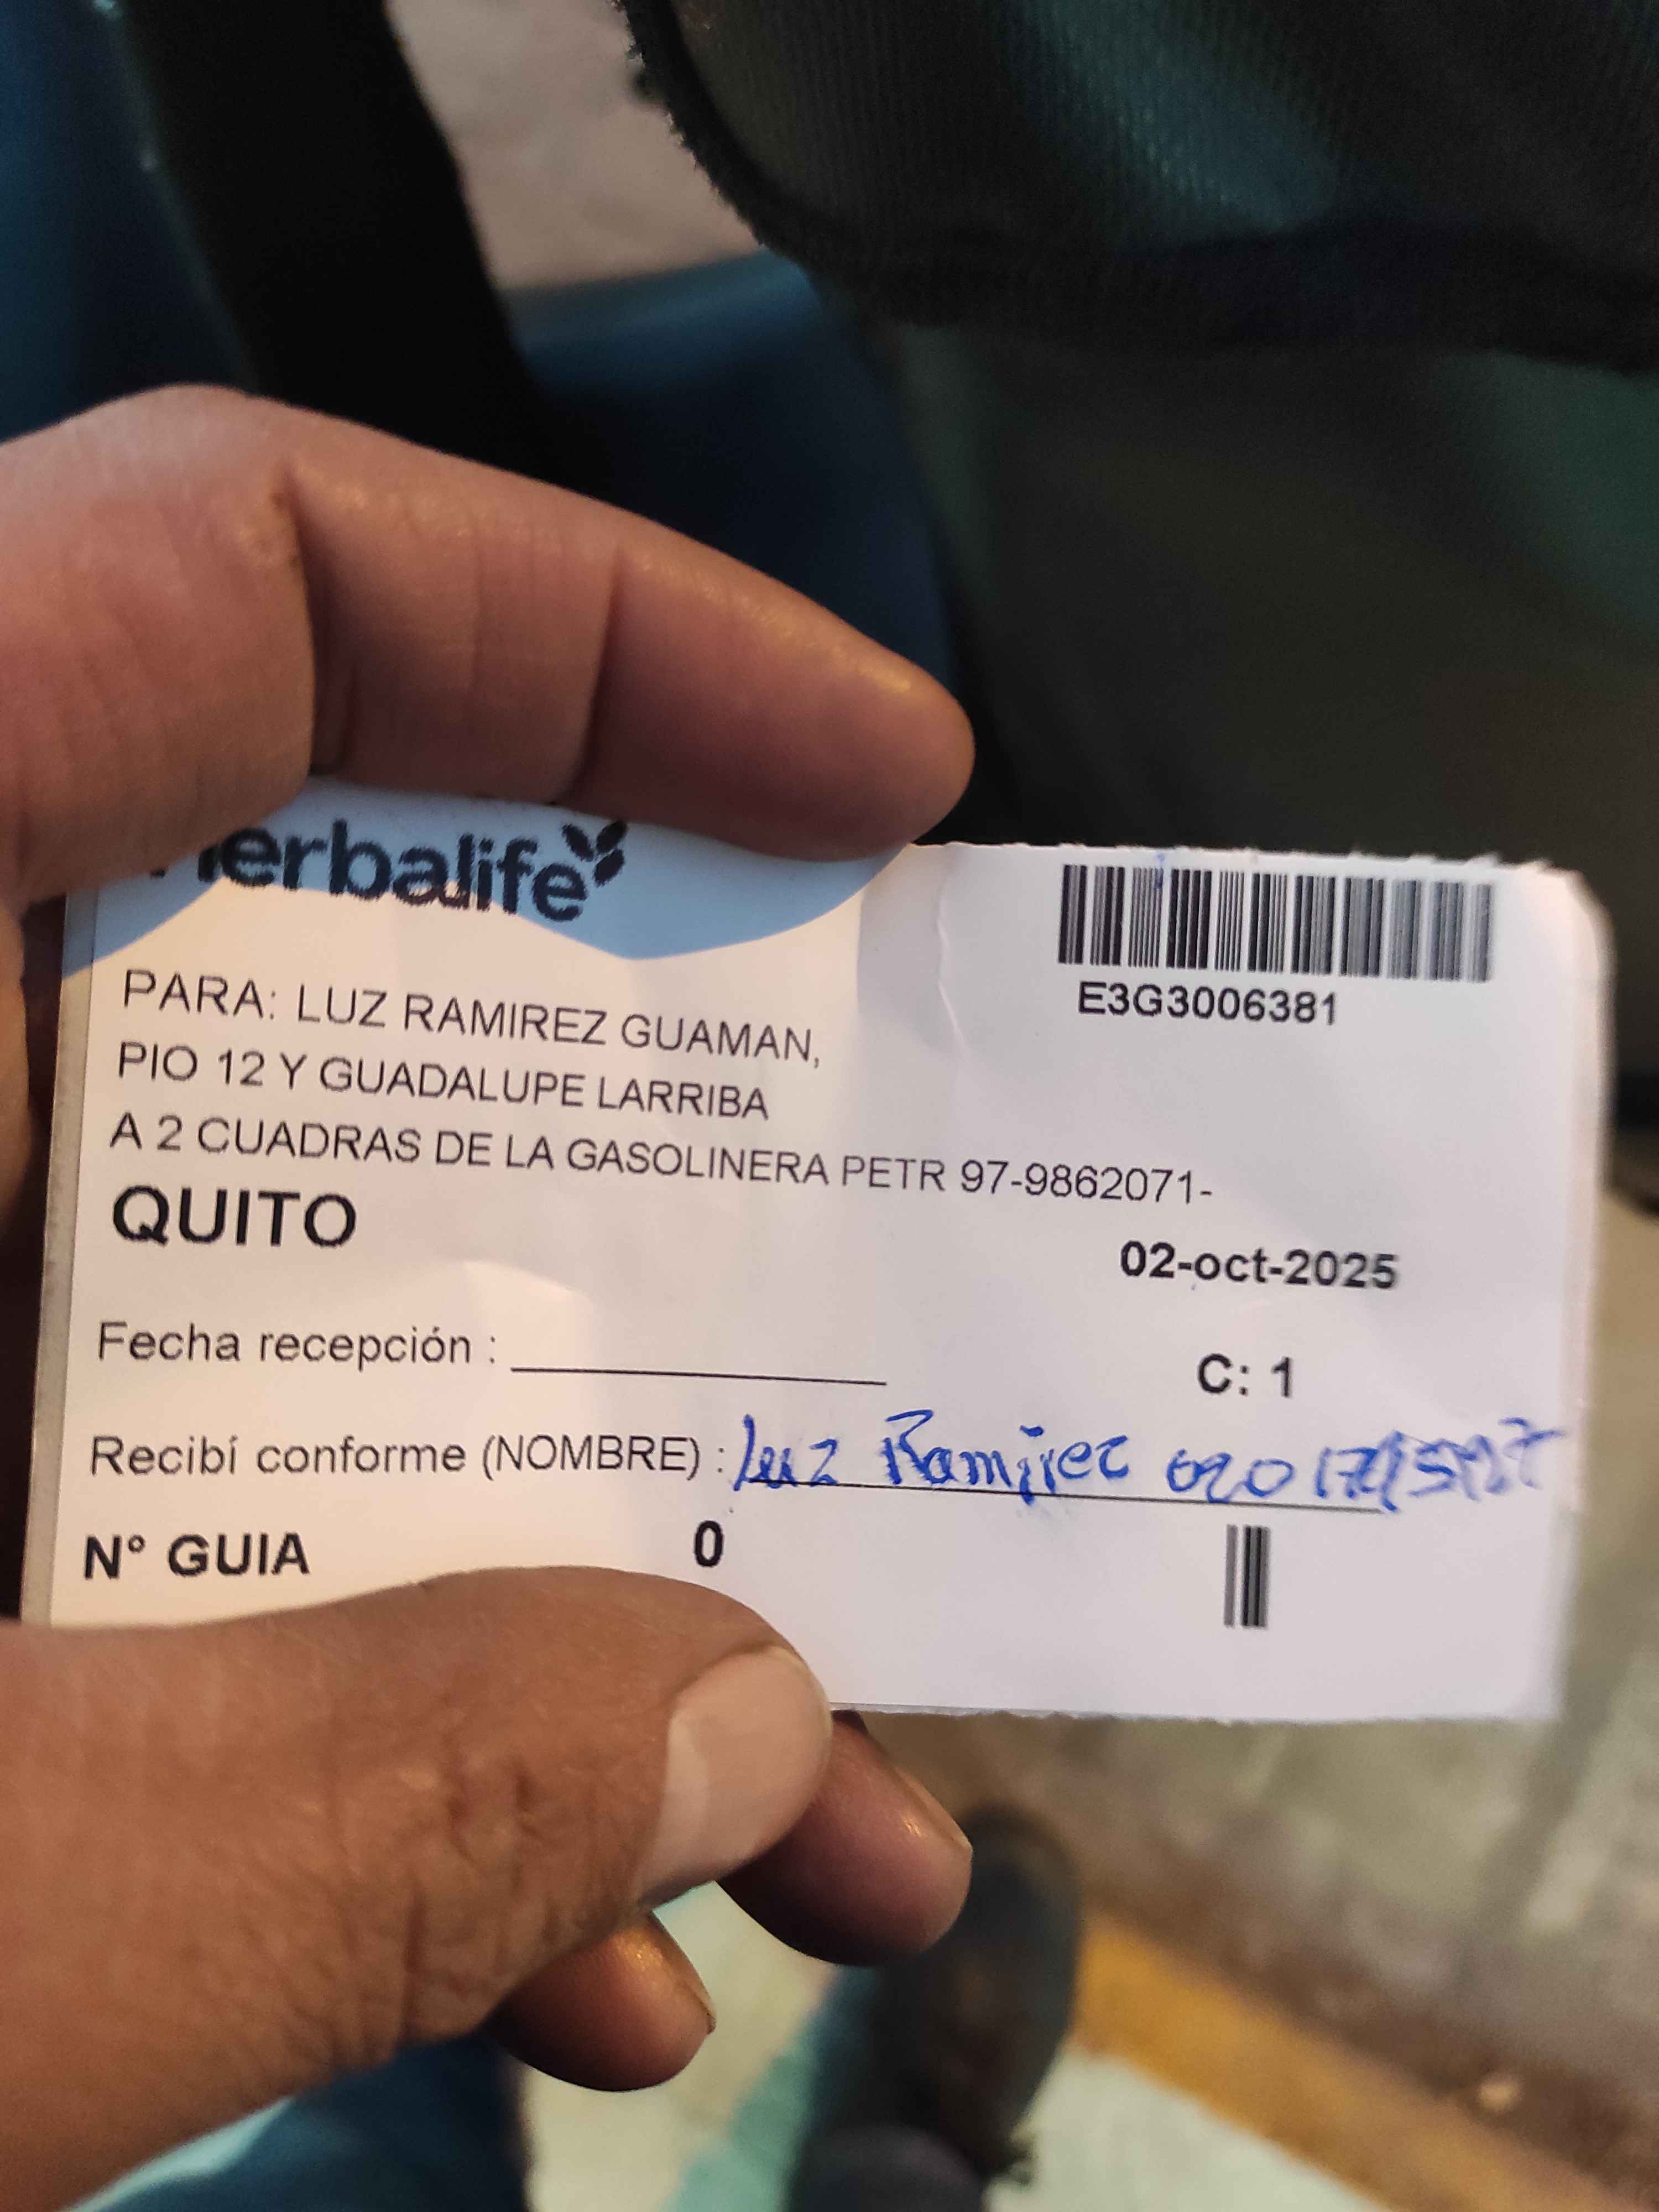 Herbalife
E3G3006381
PARA: LUZ RAMIREZ GUAMAN,
PIO 12 Y GUADALUPE LARRIBA
A 2 CUADRAS DE LA GASOLINERA PETR 97-9862071-
QUITO
02-oct-2025
Fecha recepción :
C: 1
Recibí conforme (NOMBRE) : Luz Ramirez
N° GUIA 0